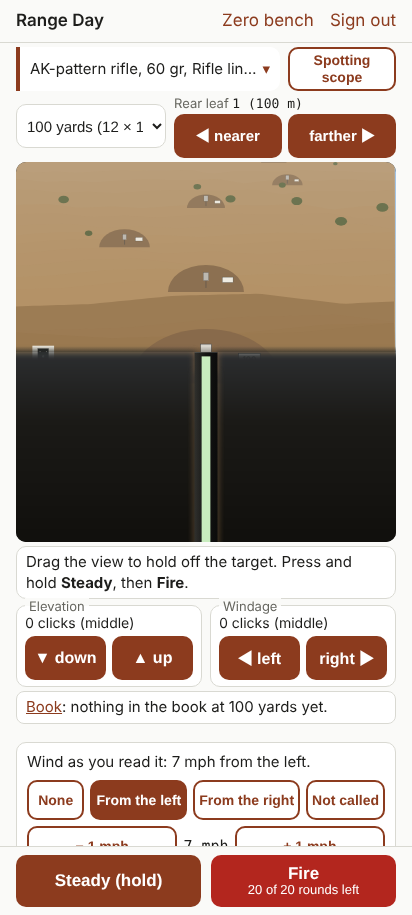 Range Day
Zero bench
Sign out
AK-pattern rifle, 60 gr, Rifle lin... ▾
Spotting
scope
100 yards (12 × 1
Rear leaf 1 (100 m)
◀ nearer
farther ▶
Drag the view to hold off the target. Press and
hold Steady, then Fire.
Elevation
0 clicks (middle)
▼ down
▲ up
Windage
0 clicks (middle)
◀ left
right ▶
Book: nothing in the book at 100 yards yet.
Wind as you read it: 7 mph from the left.
None
From the left
From the right
Not called
− 1 mph
7 mph
+ 1 mph
Steady (hold)
Fire
20 of 20 rounds left